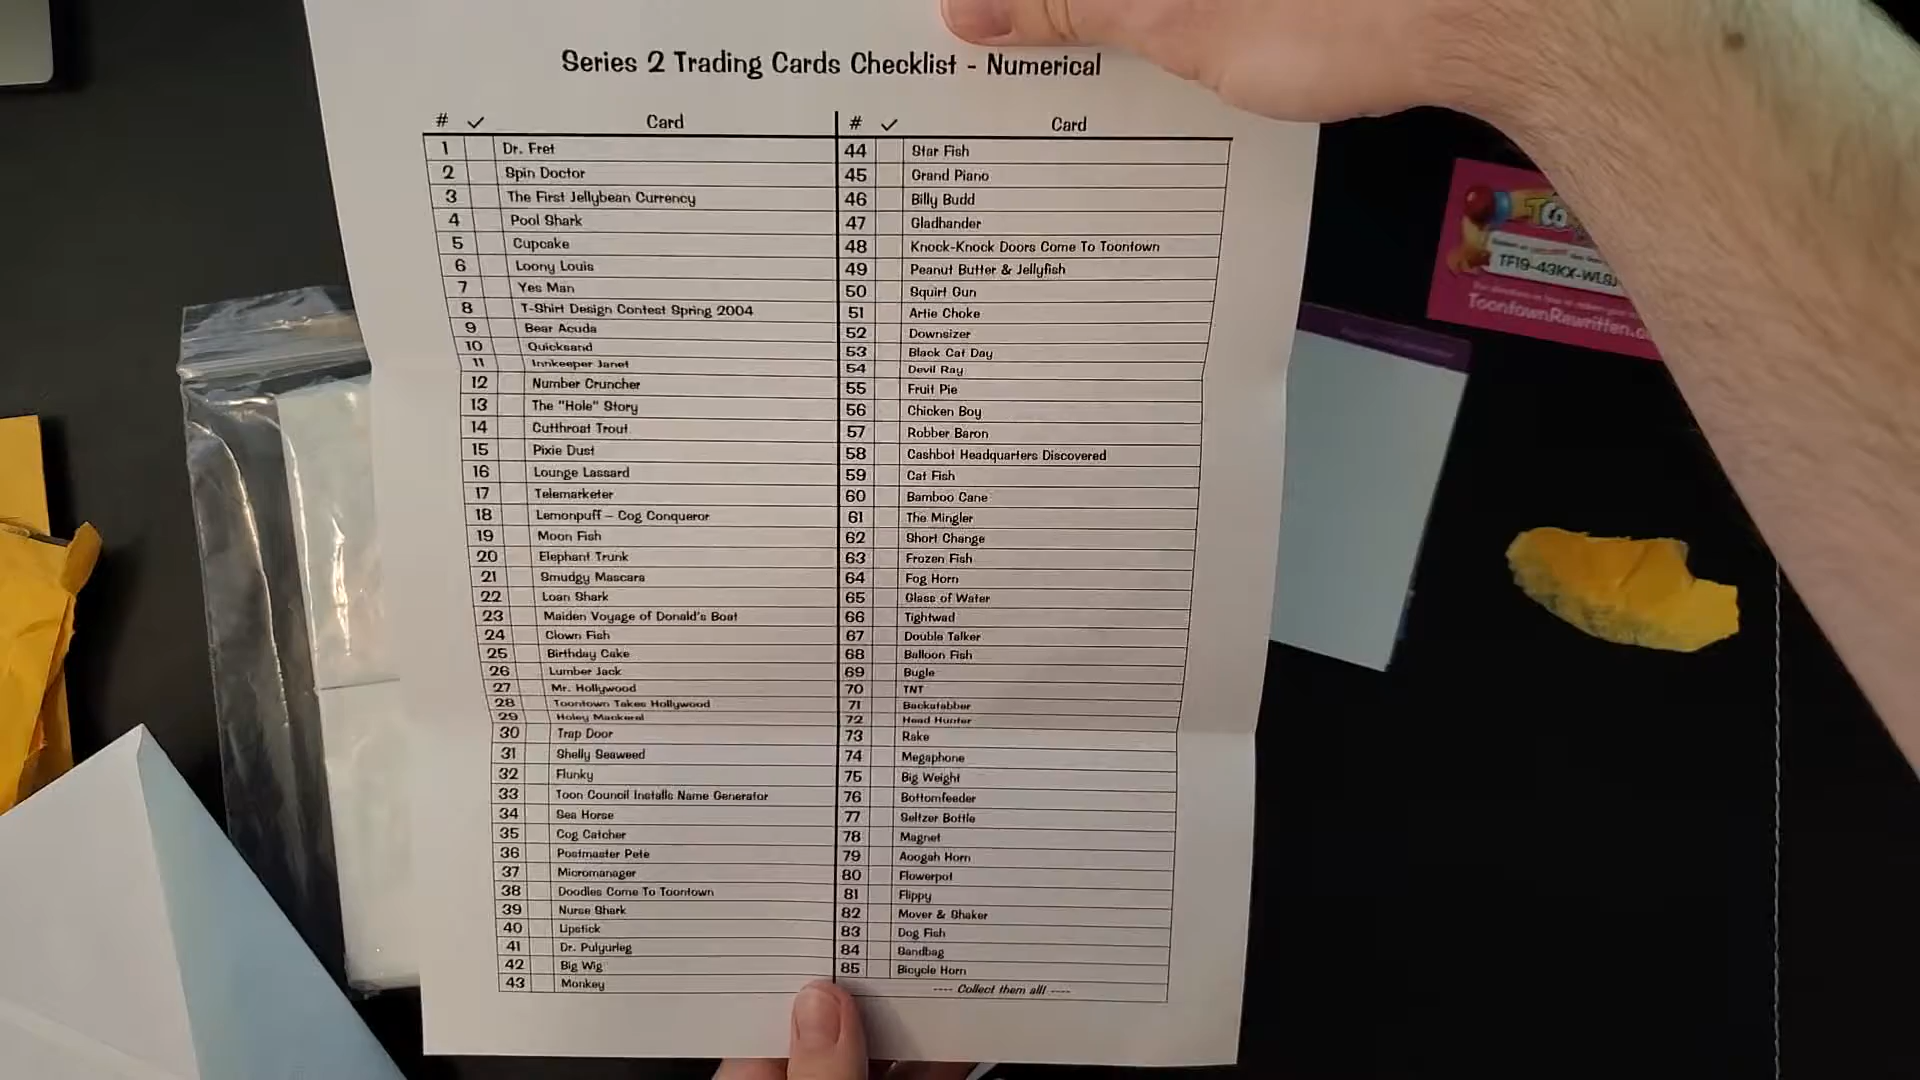 Series 2 Trading Cards Checklist - Numerical
# ✓ Card
1 Dr. Fret
2 Spin Doctor
3 The First Jellybean Currency
4 Pool Shark
5 Cupcake
6 Loony Louis
7 Yes Man
8 T-Shirt Design Contest Spring 2004
9 Bear Acuda
10 Quicksand
11 Innkeeper Janet
12 Number Cruncher
13 The "Hole" Story
14 Cutthroat Trout
15 Pixie Dust
16 Lounge Lassard
17 Telemarketer
18 Lemonpuff – Cog Conqueror
19 Moon Fish
20 Elephant Trunk
21 Smudgy Mascara
22 Loan Shark
23 Maiden Voyage of Donald's Boat
24 Clown Fish
25 Birthday Cake
26 Lumber Jack
27 Mr. Hollywood
28 Toontown Takes Hollywood
29 Holey Mackeral
30 Trap Door
31 Shelly Seaweed
32 Flunky
33 Toon Council Installs Name Generator
34 Sea Horse
35 Cog Catcher
36 Postmaster Pete
37 Micromanager
38 Doodles Come To Toontown
39 Nurse Shark
40 Lipstick
41 Dr. Pulyurleg
42 Big Wig
43 Monkey
# ✓ Card
44 Star Fish
45 Grand Piano
46 Billy Budd
47 Gladhander
48 Knock-Knock Doors Come To Toontown
49 Peanut Butter & Jellyfish
50 Squirt Gun
51 Artie Choke
52 Downsizer
53 Black Cat Day
54 Devil Ray
55 Fruit Pie
56 Chicken Boy
57 Robber Baron
58 Cashbot Headquarters Discovered
59 Cat Fish
60 Bamboo Cane
61 The Mingler
62 Short Change
63 Frozen Fish
64 Fog Horn
65 Glass of Water
66 Tightwad
67 Double Talker
68 Balloon Fish
69 Bugle
70 TNT
71 Backstabber
72 Head Hunter
73 Rake
74 Megaphone
75 Big Weight
76 Bottomfeeder
77 Seltzer Bottle
78 Magnet
79 Aoogah Horn
80 Flowerpot
81 Flippy
82 Mover & Shaker
83 Dog Fish
84 Sandbag
85 Bicycle Horn
---- Collect them all! ----
TF19-43KX-WL9J
ToontownRewritten.